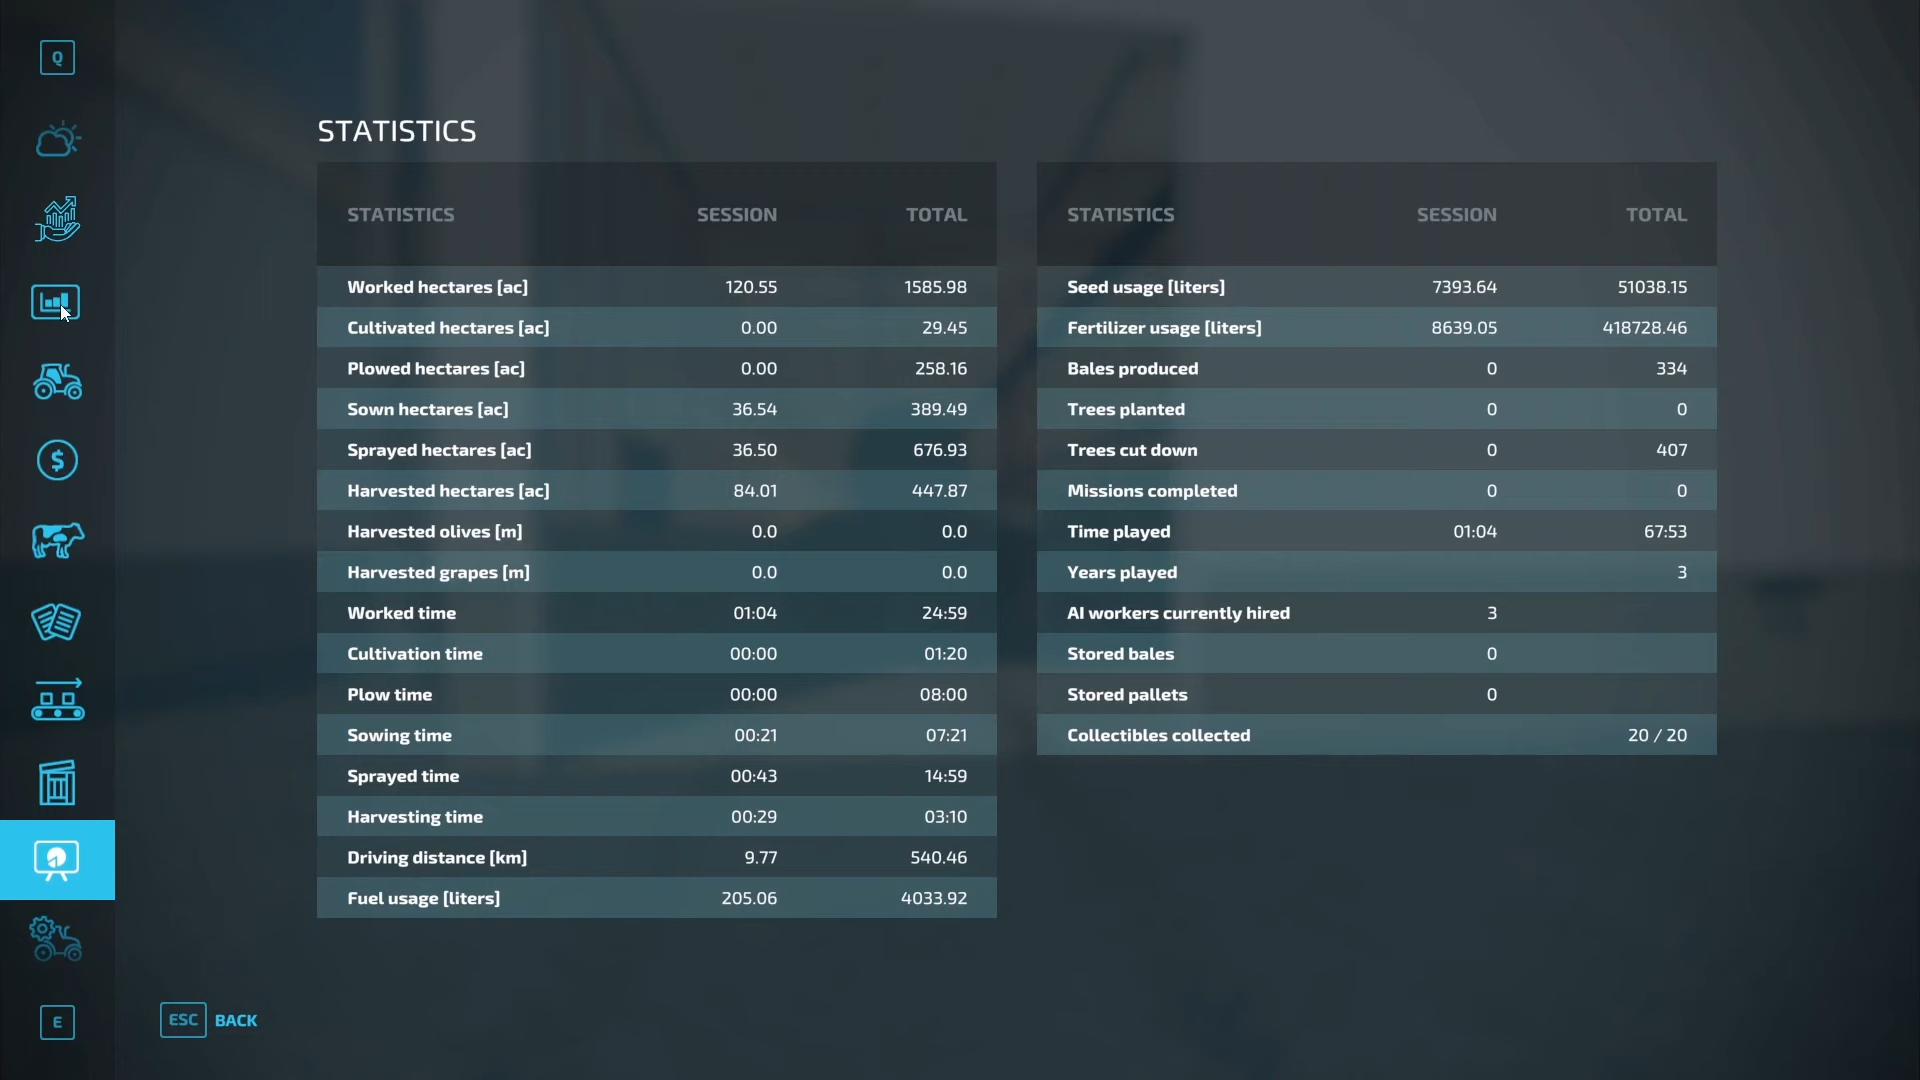 Q
STATISTICS
STATISTICS SESSION TOTAL
Worked hectares [ac] 120.55 1585.98
Cultivated hectares [ac] 0.00 29.45
Plowed hectares [ac] 0.00 258.16
Sown hectares [ac] 36.54 389.49
Sprayed hectares [ac] 36.50 676.93
Harvested hectares [ac] 84.01 447.87
Harvested olives [m] 0.0 0.0
Harvested grapes [m] 0.0 0.0
Worked time 01:04 24:59
Cultivation time 00:00 01:20
Plow time 00:00 08:00
Sowing time 00:21 07:21
Sprayed time 00:43 14:59
Harvesting time 00:29 03:10
Driving distance [km] 9.77 540.46
Fuel usage [liters] 205.06 4033.92
STATISTICS SESSION TOTAL
Seed usage [liters] 7393.64 51038.15
Fertilizer usage [liters] 8639.05 418728.46
Bales produced 0 334
Trees planted 0 0
Trees cut down 0 407
Missions completed 0 0
Time played 01:04 67:53
Years played 3
AI workers currently hired 3
Stored bales 0
Stored pallets 0
Collectibles collected 20 / 20
E
ESC BACK